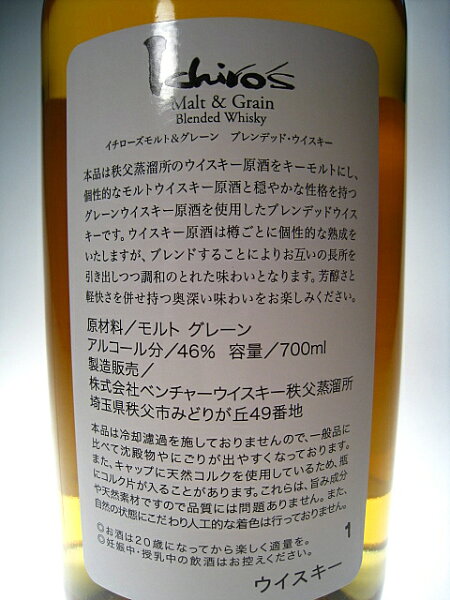 Ichiro's
Malt & Grain
Blended Whisky
イチローズモルト&グレーン ブレンデッド・ウイスキー
本品は秩父蒸溜所のウイスキー原酒をキーモルトにし、
個性的なモルトウイスキー原酒と穏やかな性格を持つ
グレーンウイスキー原酒を使用したブレンデッドウイス
キーです。ウイスキー原酒は樽ごとに個性的な熟成を
いたしますが、ブレンドすることによりお互いの長所を
引き出しつつ調和のとれた味わいとなります。芳醇さと
軽快さを併せ持つ奥深い味わいをお楽しみください。
原材料/モルト グレーン
アルコール分/46% 容量/700ml
製造販売/
株式会社ベンチャーウイスキー秩父蒸溜所
埼玉県秩父市みどりが丘49番地
本品は冷却濾過を施しておりませんので、一般品に
比べて沈殿物やにごりが出やすくなっております。
また、キャップに天然コルクを使用しているため、瓶
にコルク片が入ることがあります。これらは、旨み成分
や天然素材ですので品質には問題ありません。また、
自然の状態にこだわり人工的な着色は行っておりません。
◎お酒は20歳になってから楽しく適量を。
◎妊娠中・授乳中の飲酒はお控えください。
1
ウイスキー